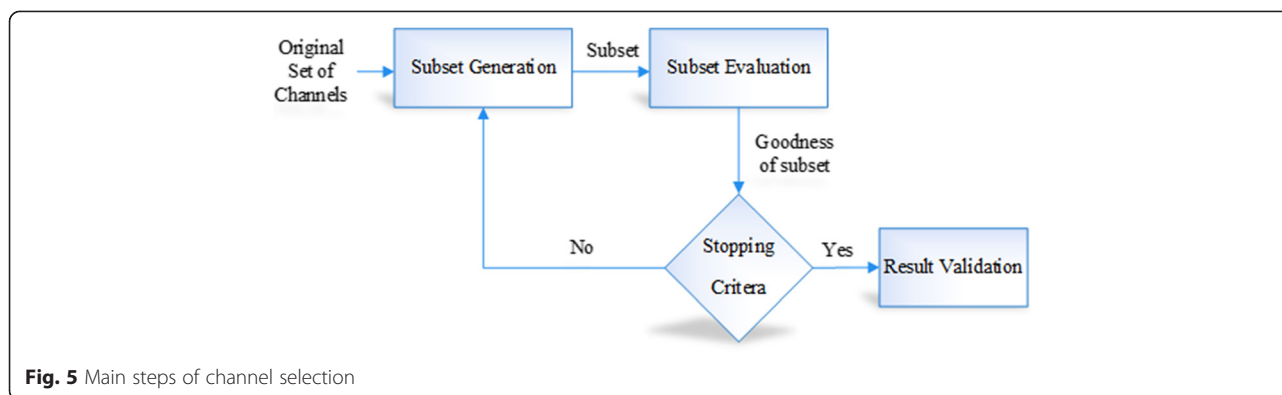 Original
Set of
Channels
Subset Generation
Subset
Subset Evaluation
Goodness
of subset
No
Stopping
Critera
Yes
Result Validation
Fig. 5 Main steps of channel selection